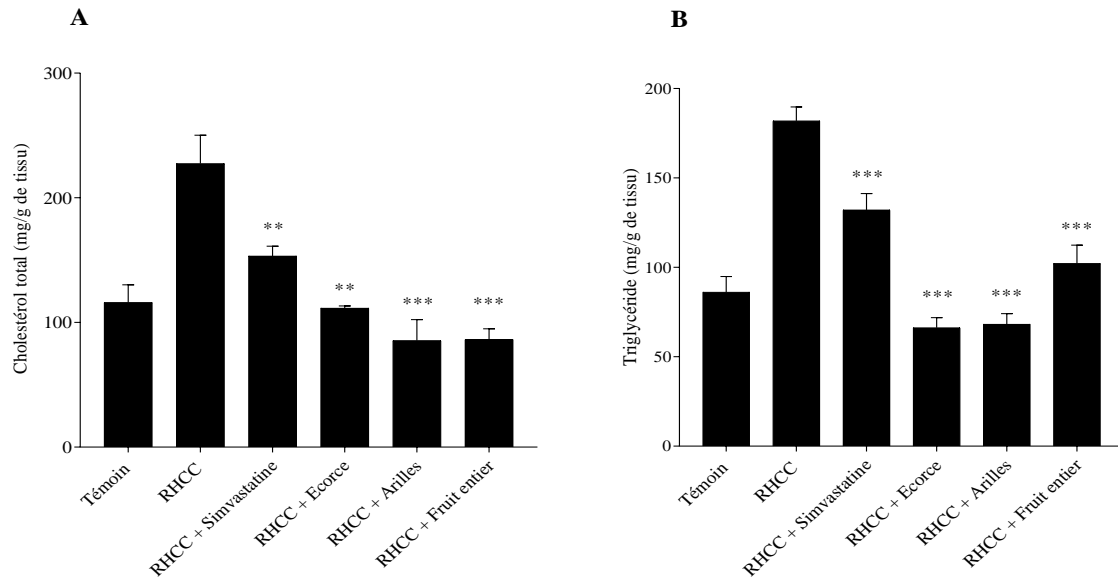 A
Cholestérol total (mg/g de tissu)
300
200
100
0
**
**
***
***
Témoin
RHCC
RHCC + Simvastatine
RHCC + Ecorce
RHCC + Arilles
RHCC + Fruit entier
B
Triglycéride (mg/g de tissu)
200
150
100
50
0
***
***
***
***
Témoin
RHCC
RHCC + Simvastatine
RHCC + Ecorce
RHCC + Arilles
RHCC + Fruit entier